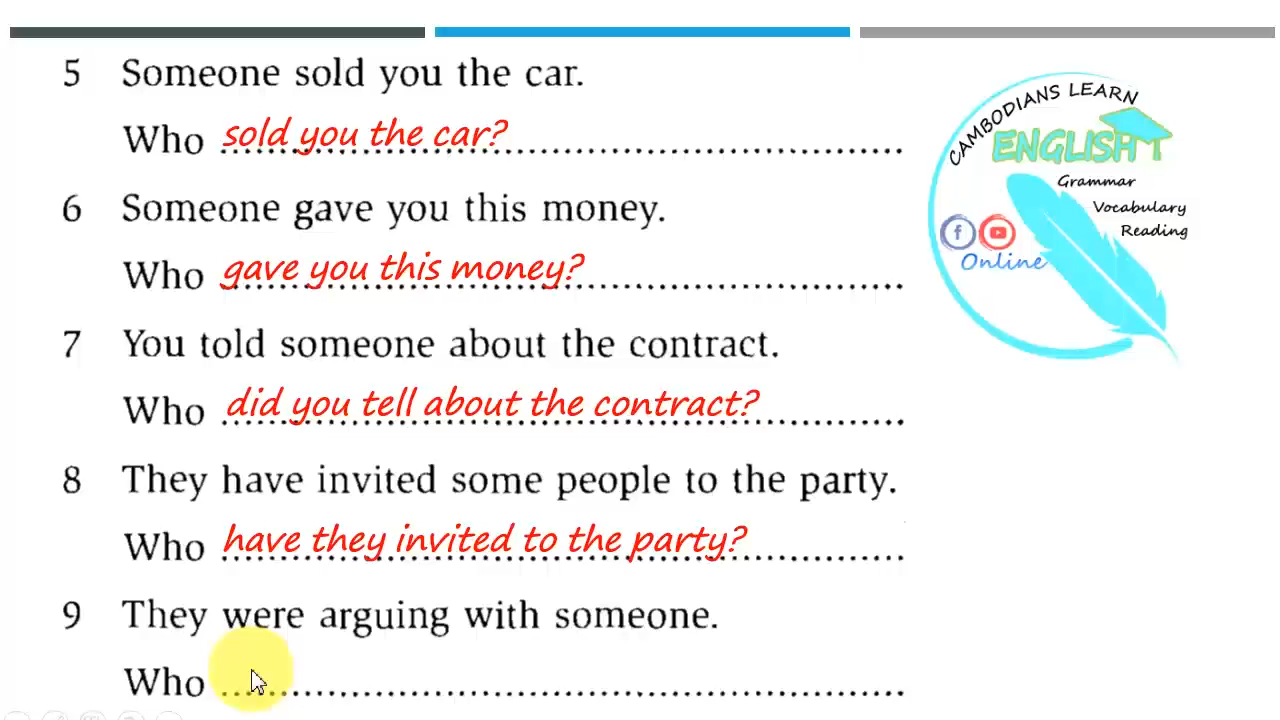 5 Someone sold you the car.
Who sold you the car?
6 Someone gave you this money.
Who gave you this money?
7 You told someone about the contract.
Who did you tell about the contract?
8 They have invited some people to the party.
Who have they invited to the party?
9 They were arguing with someone.
Who ....................
CAMBODIANS LEARN
ENGLISH
Grammar
Vocabulary
Reading
f
Online